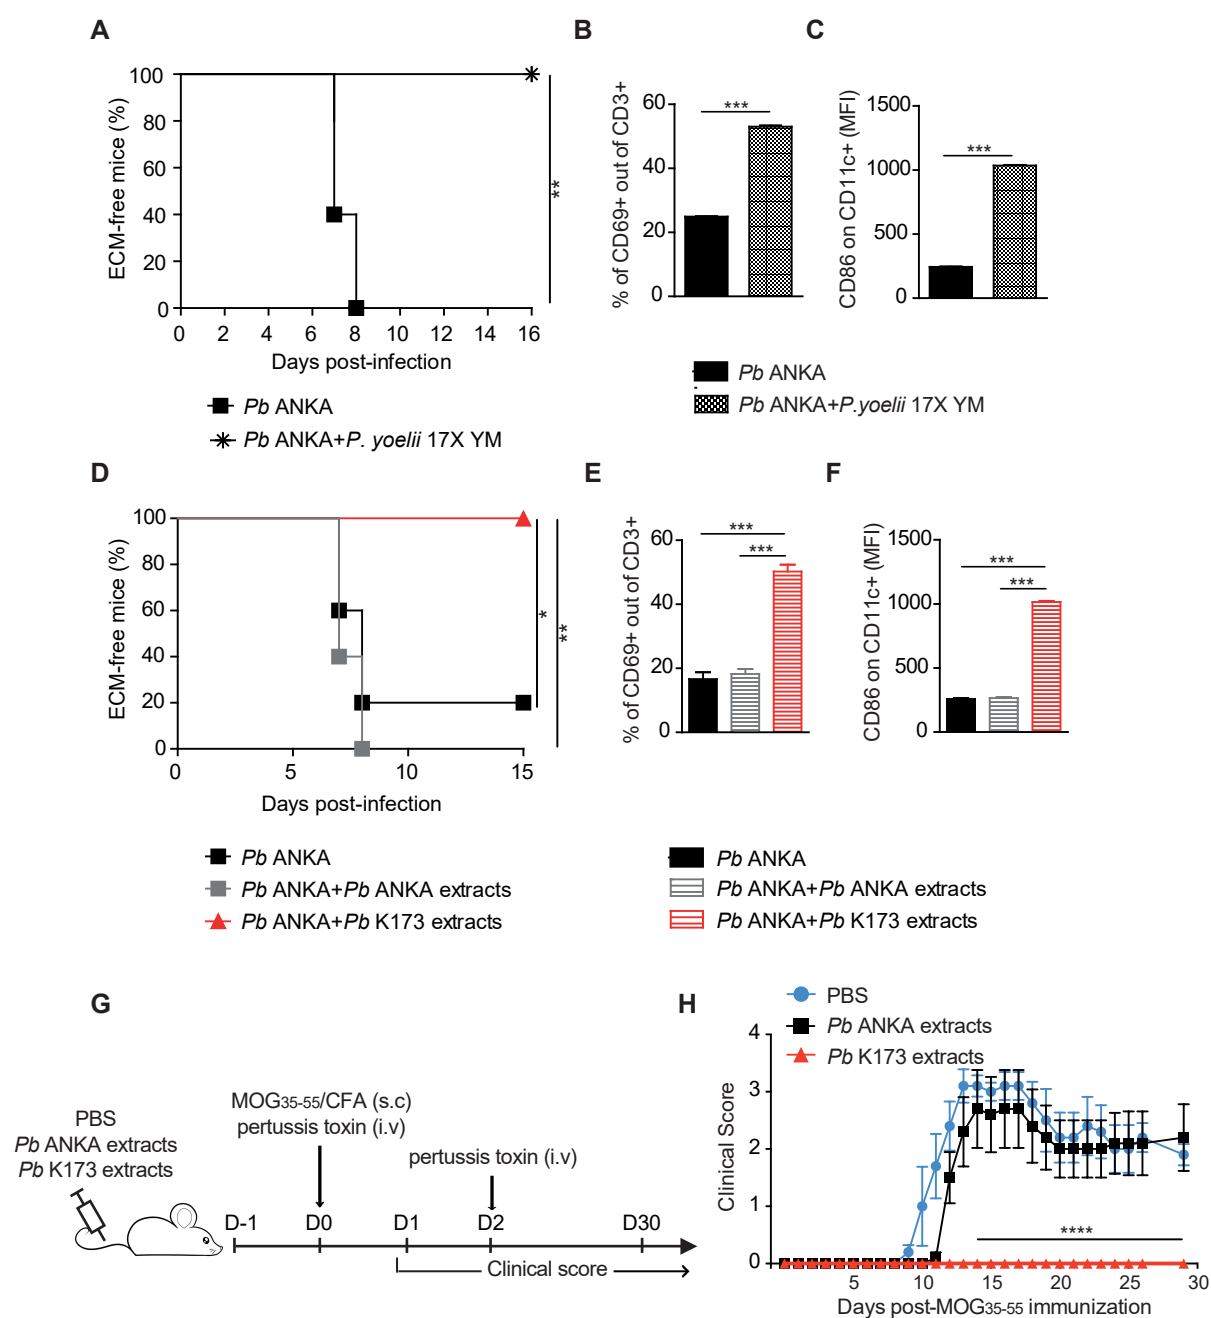 A
ECM-free mice (%)
100
80
60
40
20
0
0 2 4 6 8 10 12 14 16
Days post-infection
**
Pb ANKA
Pb ANKA+P. yoelii 17X YM
B
% of CD69+ out of CD3+
60
40
20
0
***
C
CD86 on CD11c+ (MFI)
1500
1000
500
0
***
Pb ANKA
Pb ANKA+P.yoelii 17X YM
D
ECM-free mice (%)
100
80
60
40
20
0
0 5 10 15
Days post-infection
*
**
Pb ANKA
Pb ANKA+Pb ANKA extracts
Pb ANKA+Pb K173 extracts
E
% of CD69+ out of CD3+
60
40
20
0
***
***
F
CD86 on CD11c+ (MFI)
1500
1000
500
0
***
***
Pb ANKA
Pb ANKA+Pb ANKA extracts
Pb ANKA+Pb K173 extracts
G
PBS
Pb ANKA extracts
Pb K173 extracts
MOG35-55/CFA (s.c)
pertussis toxin (i.v)
pertussis toxin (i.v)
D-1 D0 D1 D2 D30
Clinical score
H
PBS
Pb ANKA extracts
Pb K173 extracts
Clinical Score
4
3
2
1
0
****
5 10 15 20 25 30
Days post-MOG35-55 immunization